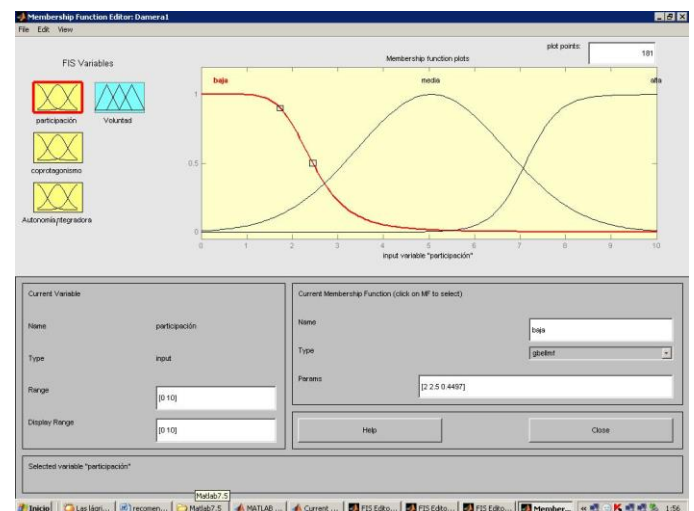 Membership Function Editor: Damera1
File Edit View
FIS Variables
participación
Voluntad
coprotagonismo
Autonomíaintegradora
plot points:
181
Membership function plots
baja
media
alta
1
0.5
0
0 1 2 3 4 5 6 7 8 9 10
input variable "participación"
Current Variable
Name participación
Type input
Range [0 10]
Display Range [0 10]
Current Membership Function (click on MF to select)
Name baja
Type gbellmf
Params [2 2.5 0.4497]
Help
Close
Selected variable "participación"
Matlab7.5
Inicio Las lágri... recomen... Matlab7.5 MATLAB ... Current ... FIS Edito... FIS Edito... FIS Edito... Member... 1:56